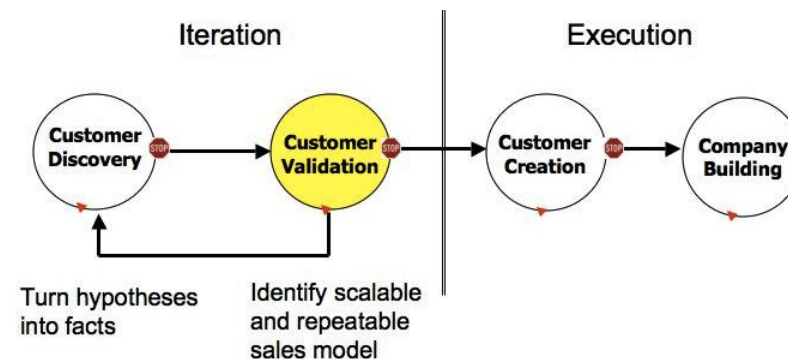 Iteration
Execution
Customer
Discovery
STOP
Customer
Validation
STOP
Customer
Creation
STOP
Company
Building
Turn hypotheses
into facts
Identify scalable
and repeatable
sales model